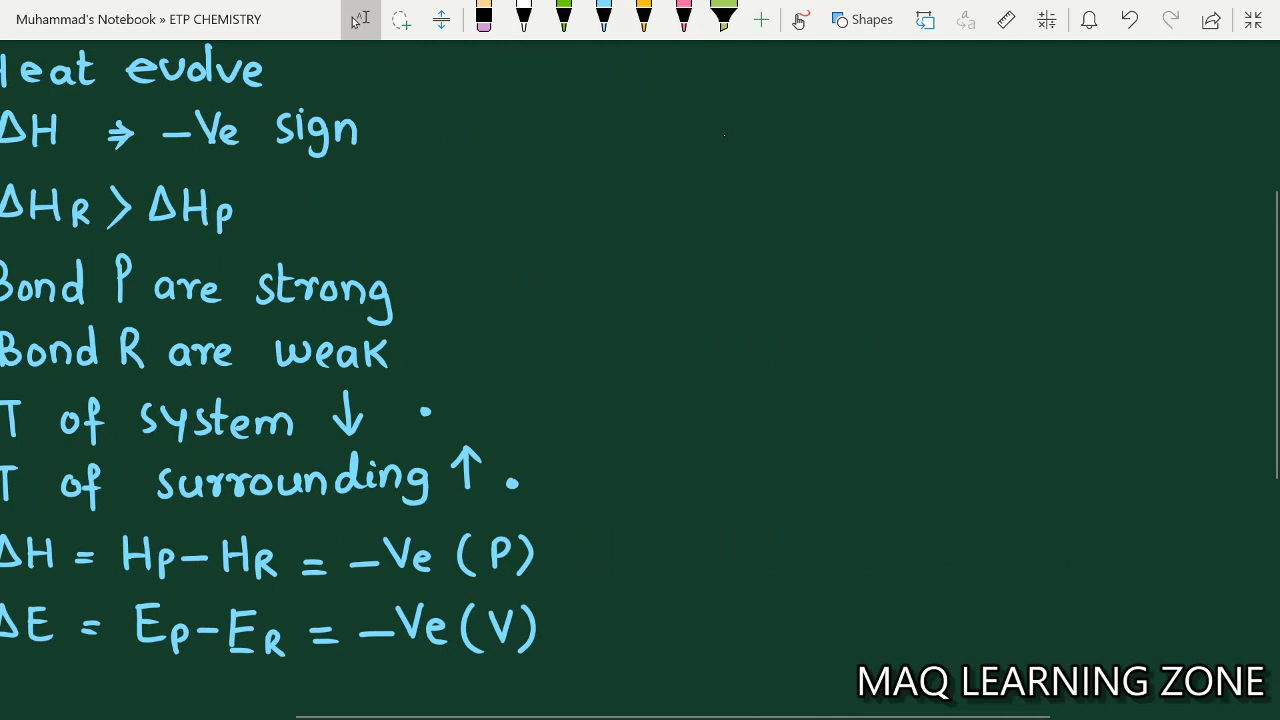 Muhammad's Notebook » ETP CHEMISTRY
Shapes
Heat evolve
ΔH ⇒ -Ve sign
ΔHR > ΔHP
Bond P are strong
Bond R are weak
T of system ↓ .
T of surrounding ↑ .
ΔH = HP - HR = -Ve (P)
ΔE = EP - ER = -Ve (V)
MAQ LEARNING ZONE